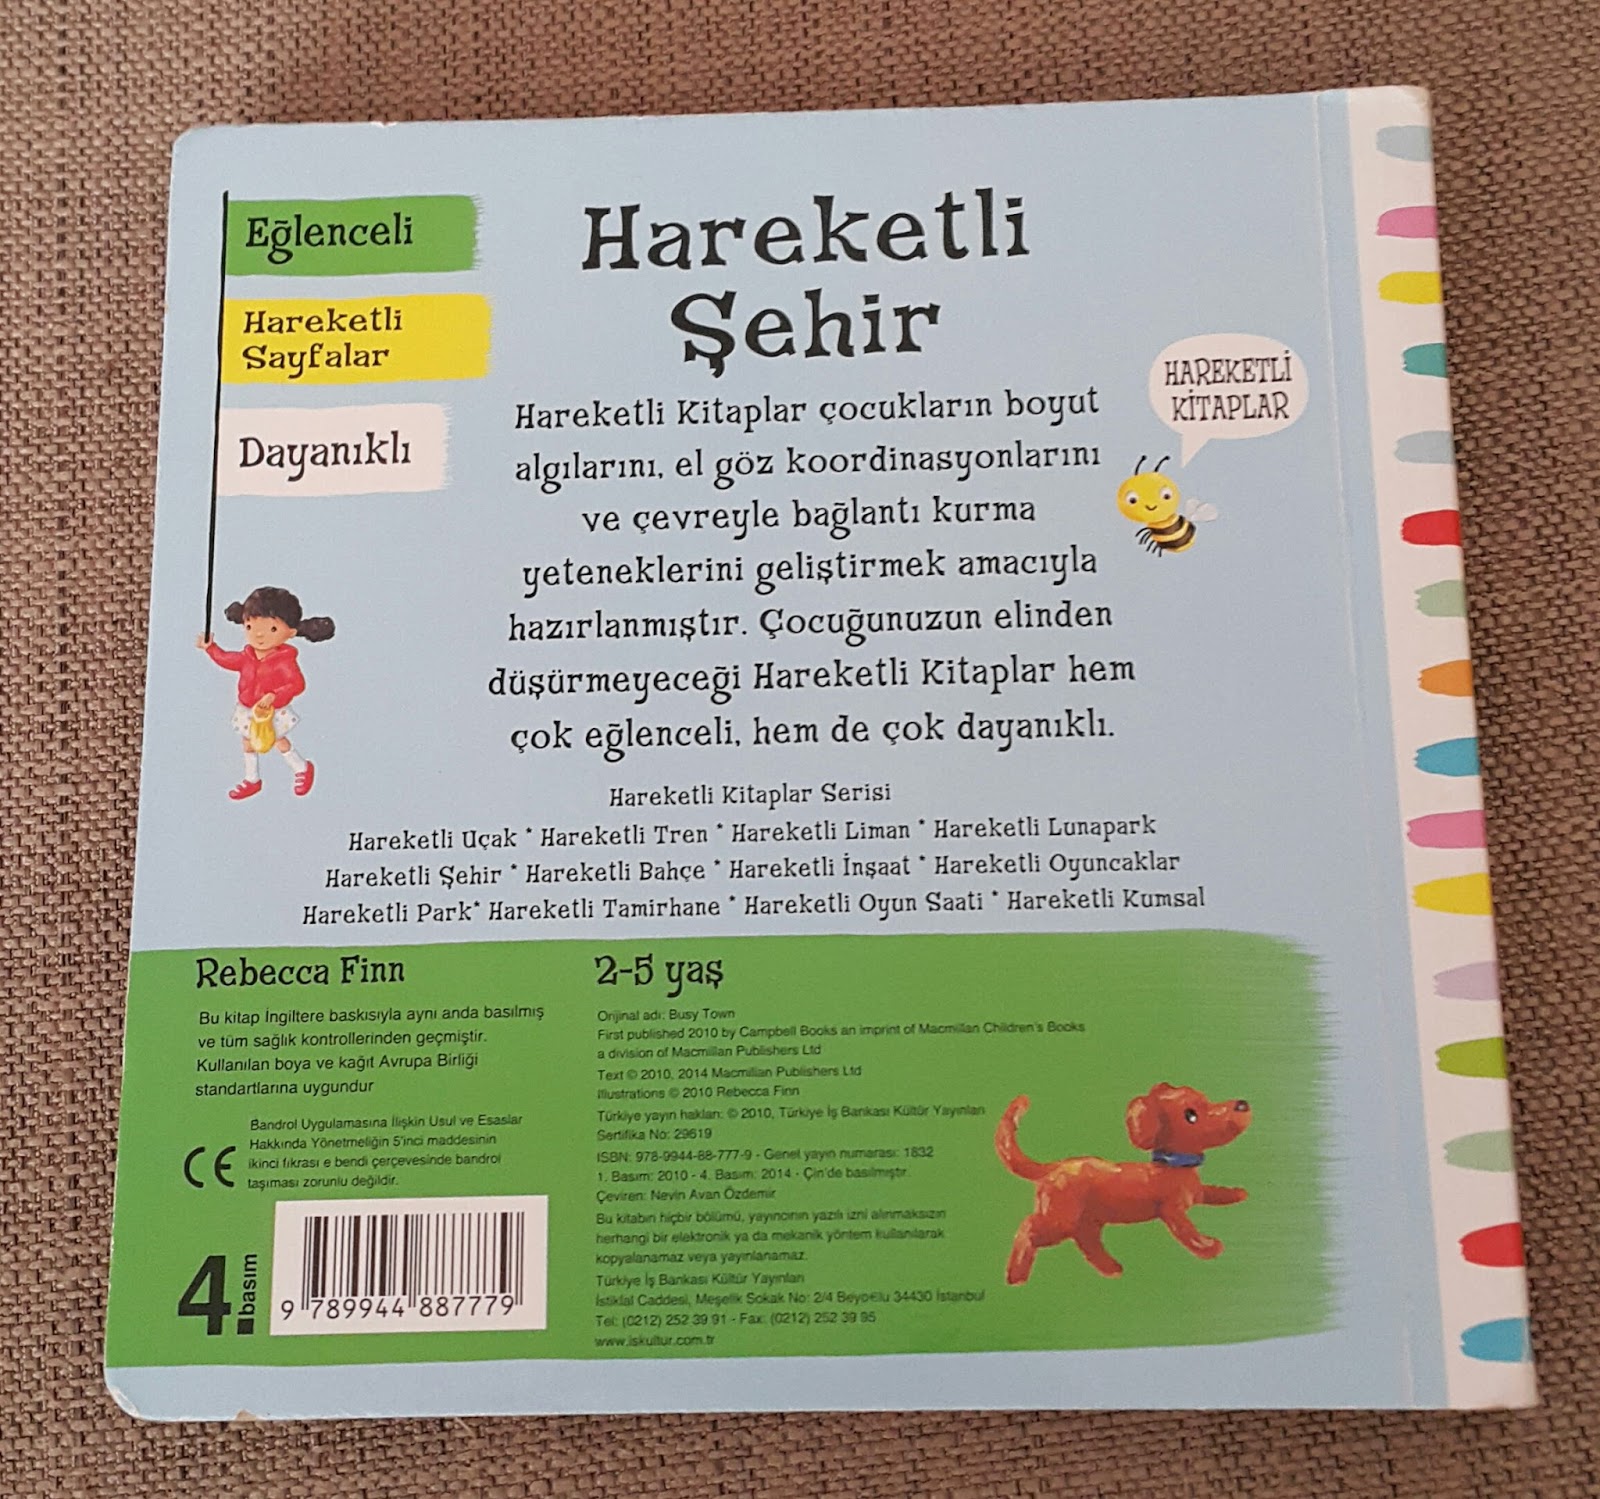 Eğlenceli
Hareketli
Sayfalar
Dayanıklı
Hareketli
Şehir
HAREKETLİ
KİTAPLAR
Hareketli Kitaplar çocukların boyut
algılarını, el göz koordinasyonlarını
ve çevreyle bağlantı kurma
yeteneklerini geliştirmek amacıyla
hazırlanmıştır. Çocuğunuzun elinden
düşürmeyeceği Hareketli Kitaplar hem
çok eğlenceli, hem de çok dayanıklı.
Hareketli Kitaplar Serisi
Hareketli Uçak * Hareketli Tren * Hareketli Liman * Hareketli Lunapark
Hareketli Şehir * Hareketli Bahçe * Hareketli İnşaat * Hareketli Oyuncaklar
Hareketli Park* Hareketli Tamirhane * Hareketli Oyun Saati * Hareketli Kumsal
Rebecca Finn
Bu kitap İngiltere baskısıyla aynı anda basılmış
ve tüm sağlık kontrollerinden geçmiştir.
Kullanılan boya ve kağıt Avrupa Birliği
standartlarına uygundur
CE
Bandrol Uygulamasına İlişkin Usul ve Esaslar
Hakkında Yönetmeliğin 5'inci maddesinin
ikinci fıkrası e bendi çerçevesinde bandrol
taşıması zorunlu değildir.
4.basım
9 789944 887779
2-5 yaş
Orijinal adı: Busy Town
First published 2010 by Campbell Books an imprint of Macmillan Children's Books
a division of Macmillan Publishers Ltd
Text © 2010, 2014 Macmillan Publishers Ltd
Illustrations © 2010 Rebecca Finn
Türkiye yayın hakları: © 2010, Türkiye İş Bankası Kültür Yayınları
Sertifika No: 29619
ISBN: 978-9944-88-777-9 - Genel yayın numarası: 1832
1. Basım: 2010 - 4. Basım: 2014 - Çin'de basılmıştır.
Çeviren: Nevin Avan Özdemir
Bu kitabın hiçbir bölümü, yayıncının yazılı izni alınmaksızın
herhangi bir elektronik ya da mekanik yöntem kullanılarak
kopyalanamaz veya yayınlanamaz.
Türkiye İş Bankası Kültür Yayınları
İstiklal Caddesi, Meşelik Sokak No: 2/4 Beyoğlu 34430 İstanbul
Tel: (0212) 252 39 91 - Fax: (0212) 252 39 95
www.iskultur.com.tr